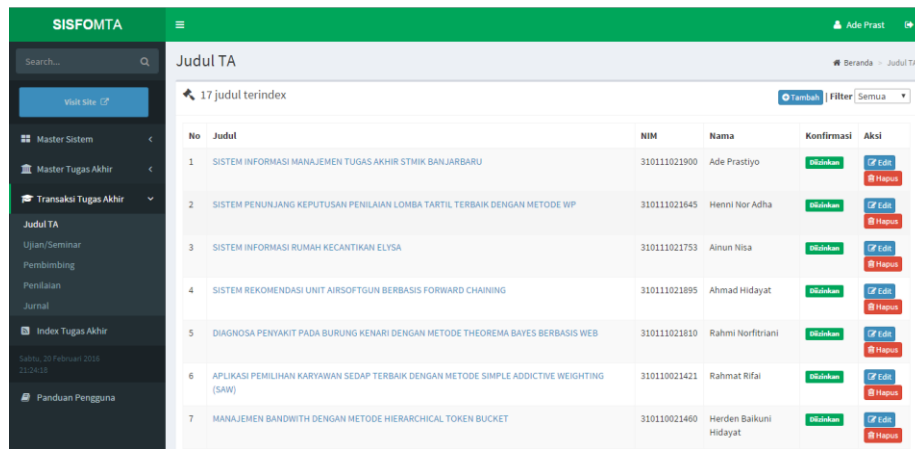 SISFOMTA
Ade Prast
Search...
Judul TA
Beranda > Judul TA
Visit Site
17 judul terindex
Tambah | Filter Semua
Master Sistem
Master Tugas Akhir
Transaksi Tugas Akhir
Judul TA
Ujian/Seminar
Pembimbing
Penilaian
Jurnal
Index Tugas Akhir
Sabtu, 20 Februari 2016
21:24:18
Panduan Pengguna
No Judul NIM Nama Konfirmasi Aksi
1 SISTEM INFORMASI MANAJEMEN TUGAS AKHIR STMIK BANJARBARU 310111021900 Ade Prastiyo Diizinkan Edit
Hapus
2 SISTEM PENUNJANG KEPUTUSAN PENILAIAN LOMBA TARTIL TERBAIK DENGAN METODE WP 310111021645 Henni Nor Adha Diizinkan Edit
Hapus
3 SISTEM INFORMASI RUMAH KECANTIKAN ELYSA 310111021753 Ainun Nisa Diizinkan Edit
Hapus
4 SISTEM REKOMENDASI UNIT AIRSOFTGUN BERBASIS FORWARD CHAINING 310111021895 Ahmad Hidayat Diizinkan Edit
Hapus
5 DIAGNOSA PENYAKIT PADA BURUNG KENARI DENGAN METODE THEOREMA BAYES BERBASIS WEB 310111021810 Rahmi Norfitriani Diizinkan Edit
Hapus
6 APLIKASI PEMILIHAN KARYAWAN SEDAP TERBAIK DENGAN METODE SIMPLE ADDICTIVE WEIGHTING 310110021421 Rahmat Rifai Diizinkan Edit
(SAW) Hapus
7 MANAJEMEN BANDWITH DENGAN METODE HIERARCHICAL TOKEN BUCKET 310110021460 Herden Baikuni Diizinkan Edit
Hidayat Hapus